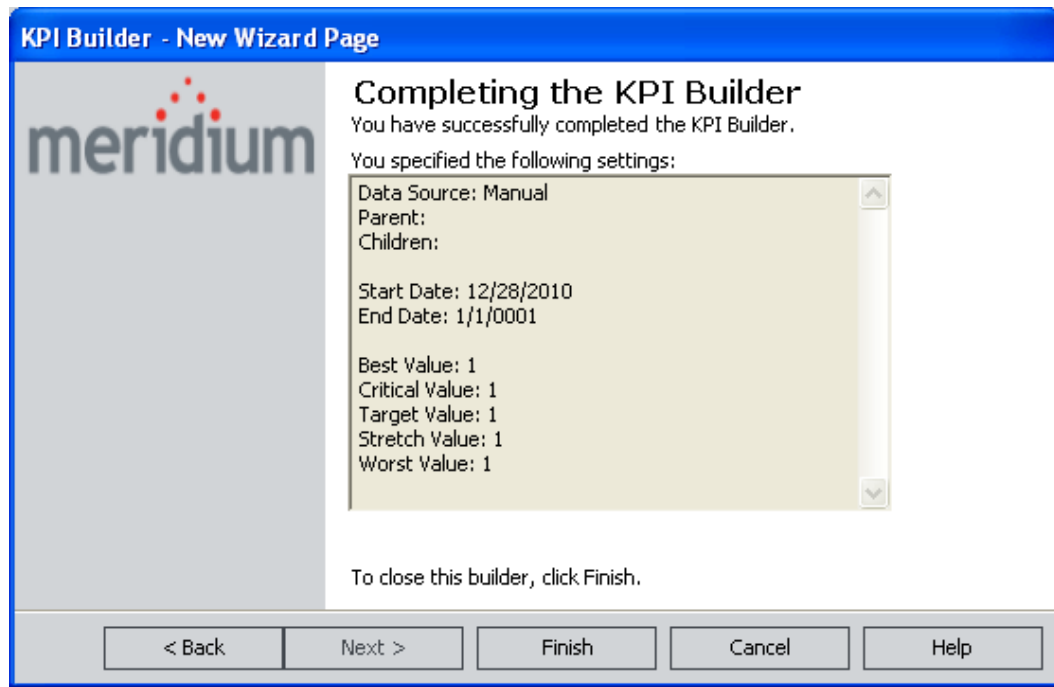 KPI Builder - New Wizard Page
meridium
Completing the KPI Builder
You have successfully completed the KPI Builder.
You specified the following settings:
Data Source: Manual
Parent:
Children:
Start Date: 12/28/2010
End Date: 1/1/0001
Best Value: 1
Critical Value: 1
Target Value: 1
Stretch Value: 1
Worst Value: 1
To close this builder, click Finish.
< Back
Next >
Finish
Cancel
Help